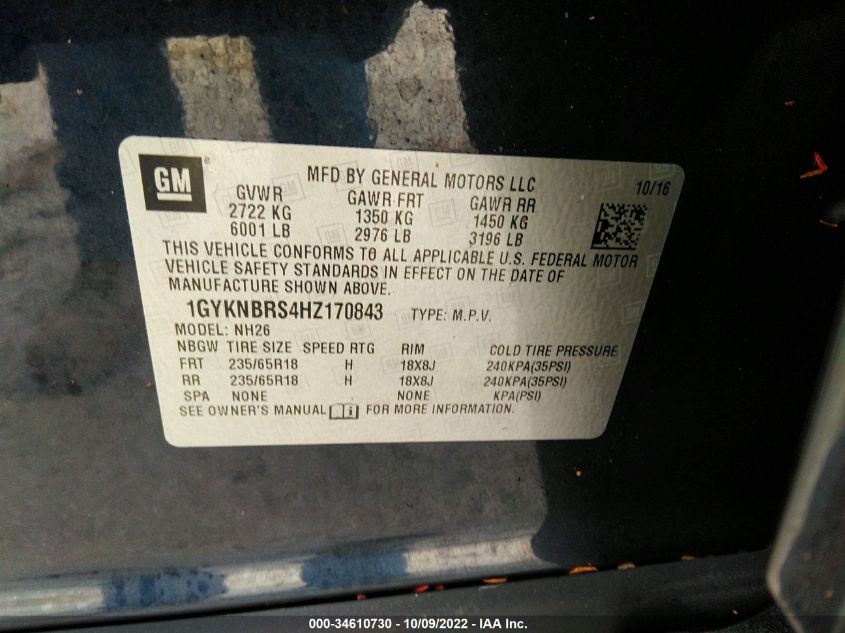 GM
MFD BY GENERAL MOTORS LLC
10/16
GVWR GAWR FRT GAWR RR
2722 KG 1350 KG 1450 KG
6001 LB 2976 LB 3196 LB
THIS VEHICLE CONFORMS TO ALL APPLICABLE U.S. FEDERAL MOTOR
VEHICLE SAFETY STANDARDS IN EFFECT ON THE DATE OF
MANUFACTURE SHOWN ABOVE.
1GYKNBRS4HZ170843 TYPE: M.P.V.
MODEL: NH26
NBGW TIRE SIZE SPEED RTG RIM COLD TIRE PRESSURE
FRT 235/65R18 H 18X8J 240KPA(35PSI)
RR 235/65R18 H 18X8J 240KPA(35PSI)
SPA NONE NONE KPA(PSI)
SEE OWNER'S MANUAL FOR MORE INFORMATION.
000-34610730 - 10/09/2022 - IAA Inc.